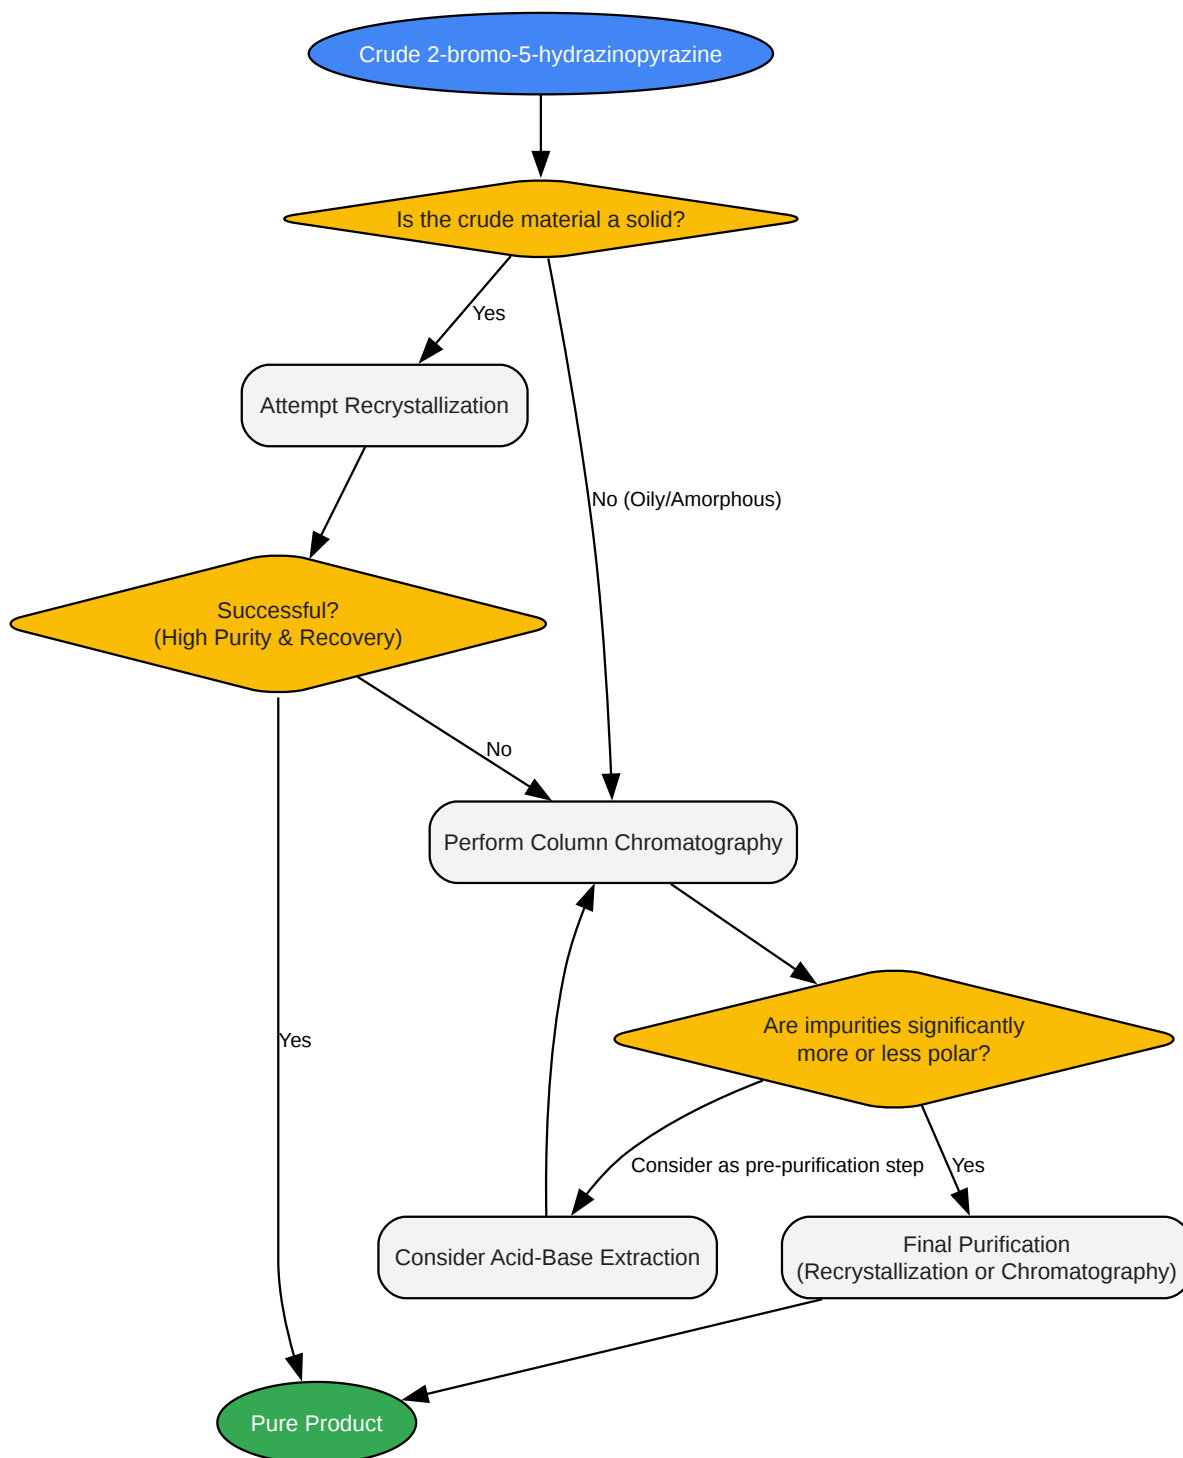 Crude 2-bromo-5-hydrazinopyrazine
Is the crude material a solid?
Yes
Attempt Recrystallization
No (Oily/Amorphous)
Successful?
(High Purity & Recovery)
No
Perform Column Chromatography
Are impurities significantly
more or less polar?
Yes
Consider as pre-purification step
Yes
Consider Acid-Base Extraction
Final Purification
(Recrystallization or Chromatography)
Pure Product